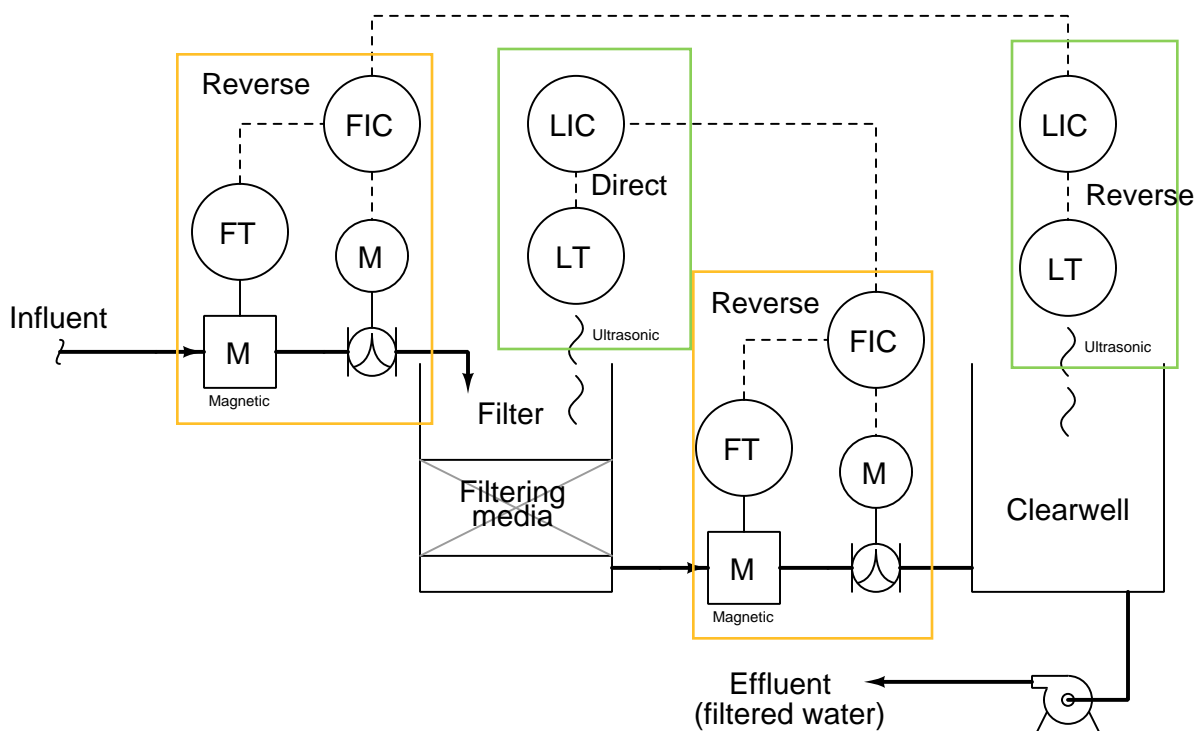 Reverse
FIC
FT
M
Influent
M
Magnetic
LIC
Direct
LT
Ultrasonic
Filter
Filtering
media
Reverse
FIC
FT
M
M
Magnetic
LIC
Reverse
LT
Ultrasonic
Clearwell
Effluent
(filtered water)